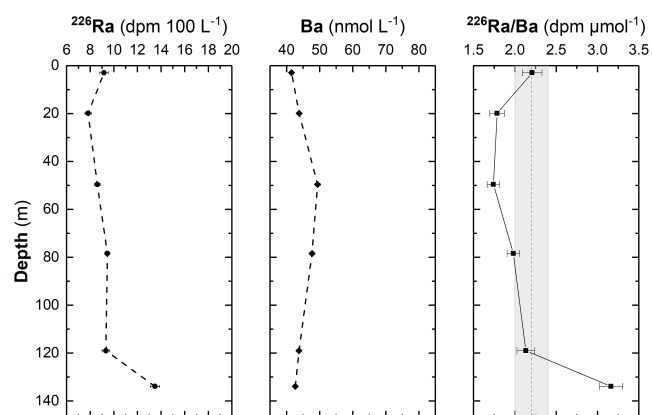 ²²⁶Ra (dpm 100 L⁻¹)
6 8 10 12 14 16 18 20
Ba (nmol L⁻¹)
40 50 60 70 80
²²⁶Ra/Ba (dpm µmol⁻¹)
1.5 2.0 2.5 3.0 3.5
Depth (m)
0
20
40
60
80
100
120
140